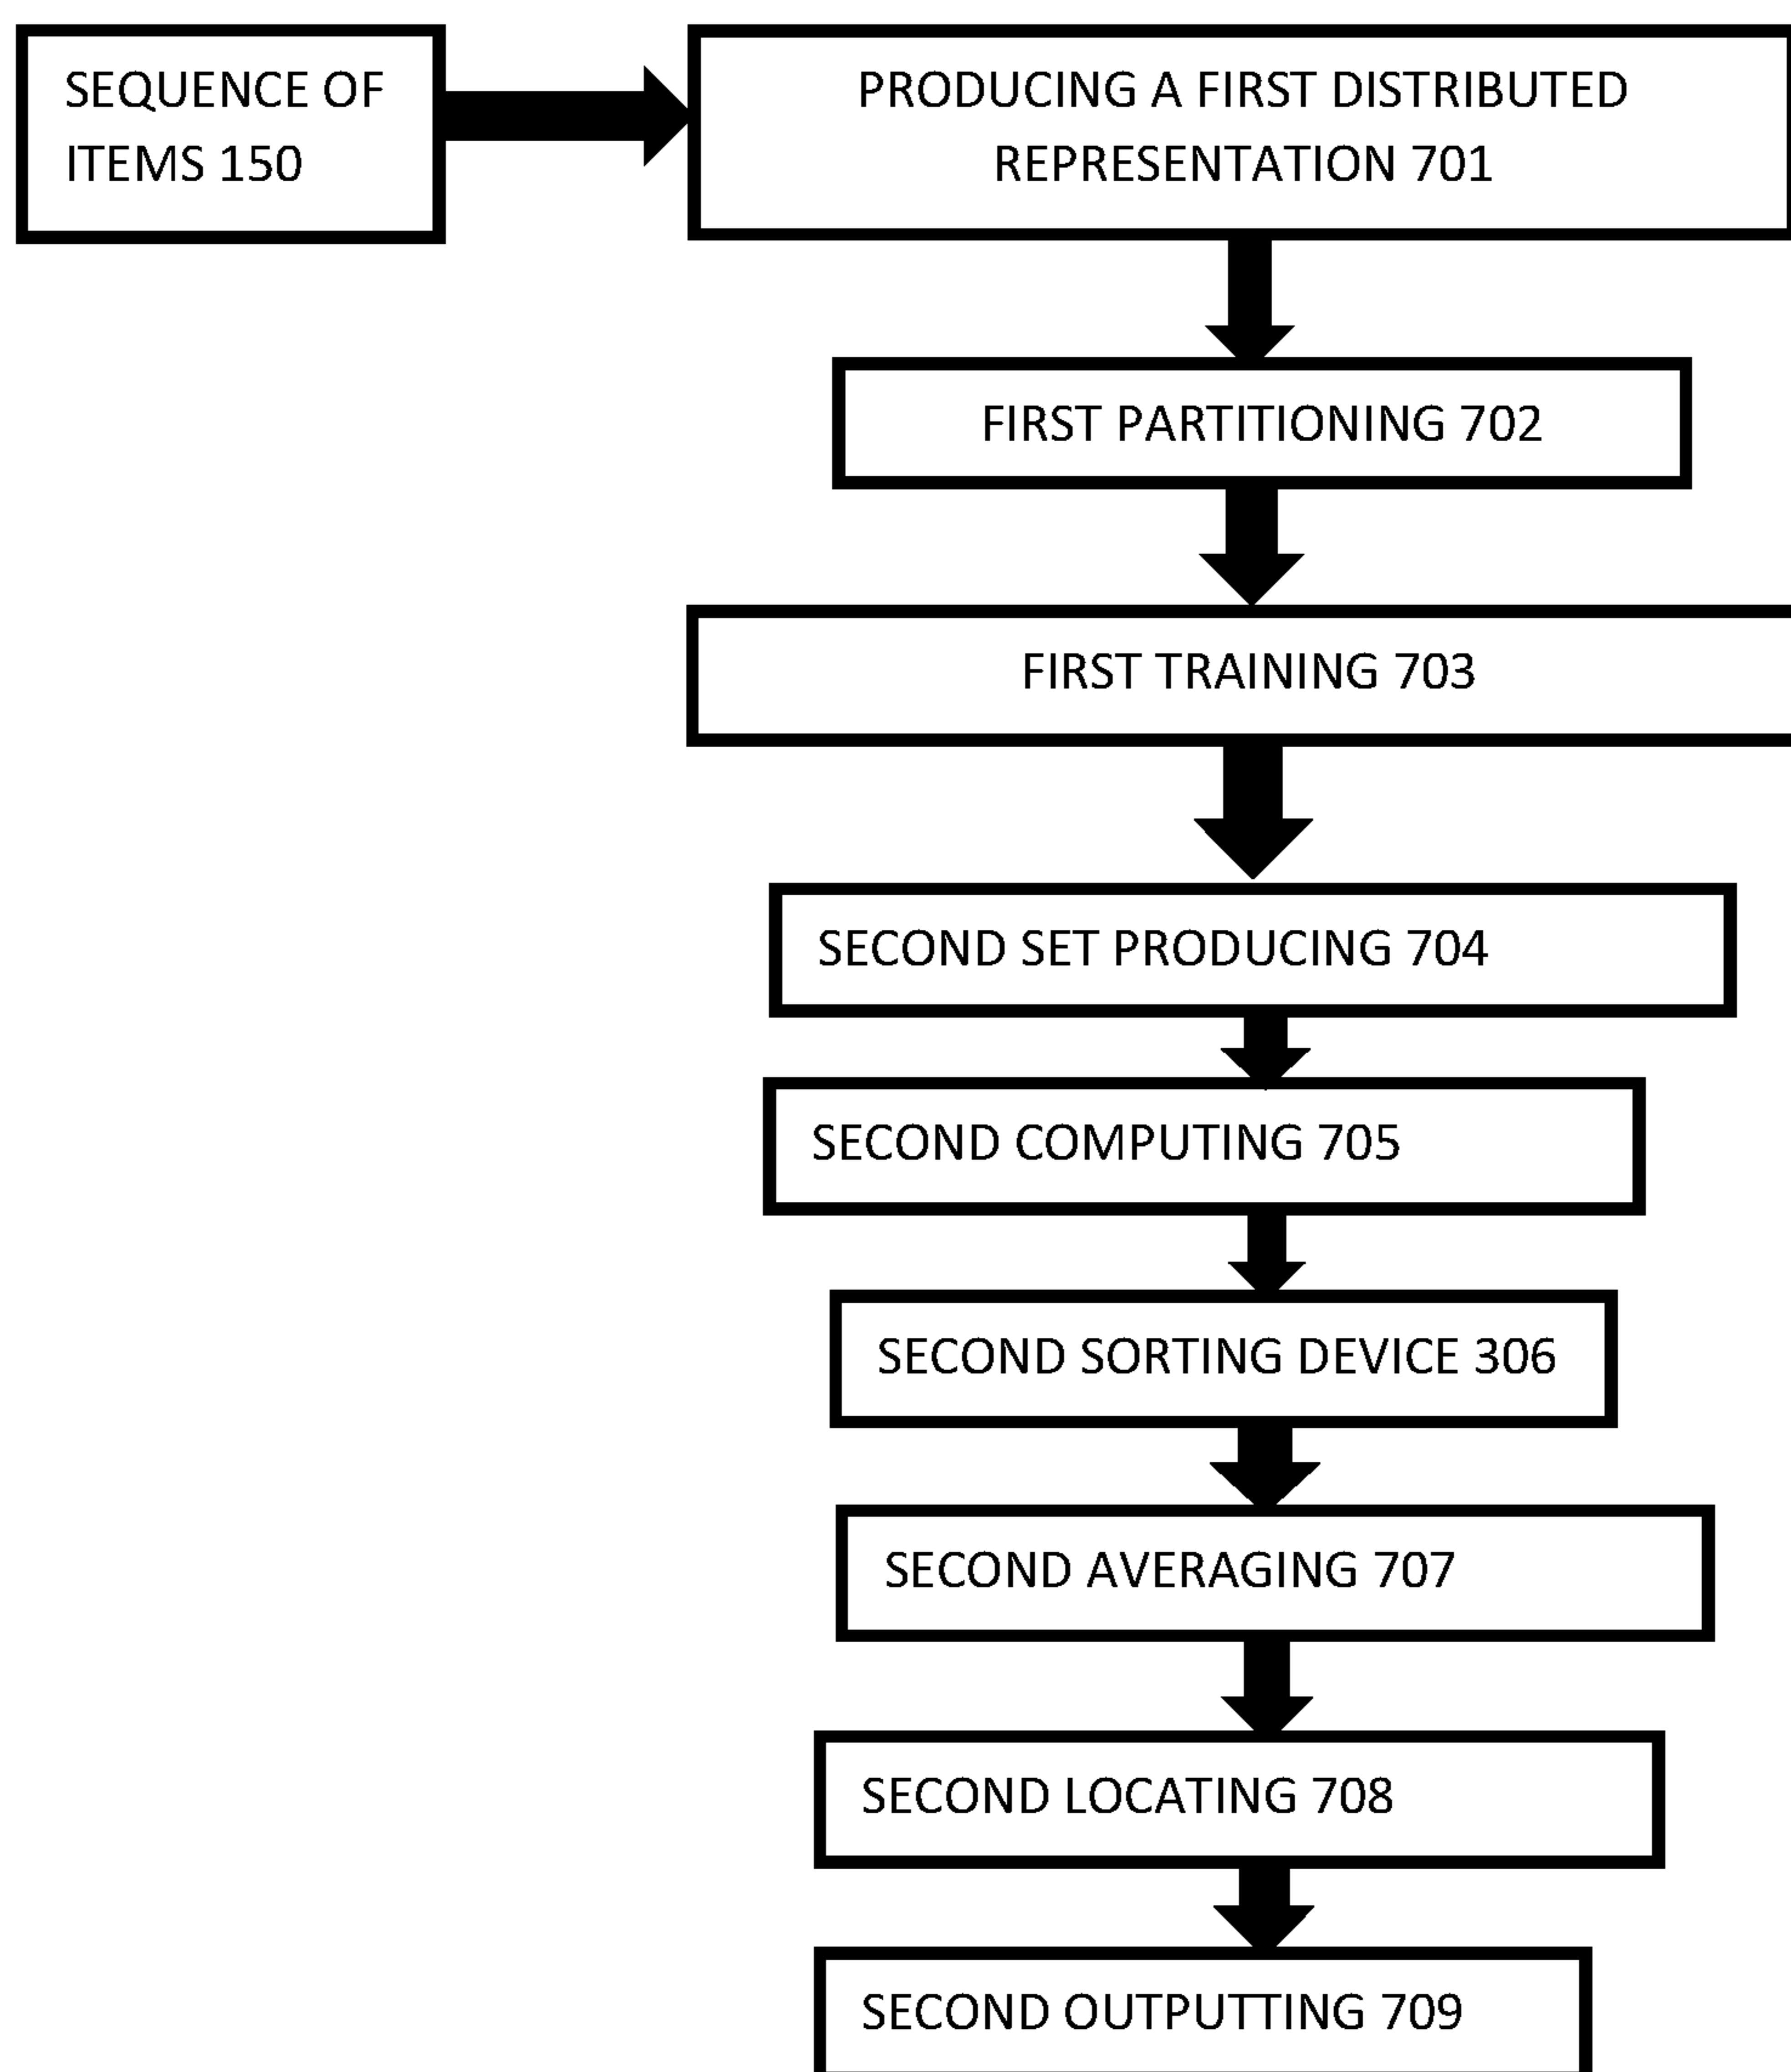 SEQUENCE OF
ITEMS 150
PRODUCING A FIRST DISTRIBUTED
REPRESENTATION 701
FIRST PARTITIONING 702
FIRST TRAINING 703
SECOND SET PRODUCING 704
SECOND COMPUTING 705
SECOND SORTING DEVICE 306
SECOND AVERAGING 707
SECOND LOCATING 708
SECOND OUTPUTTING 709